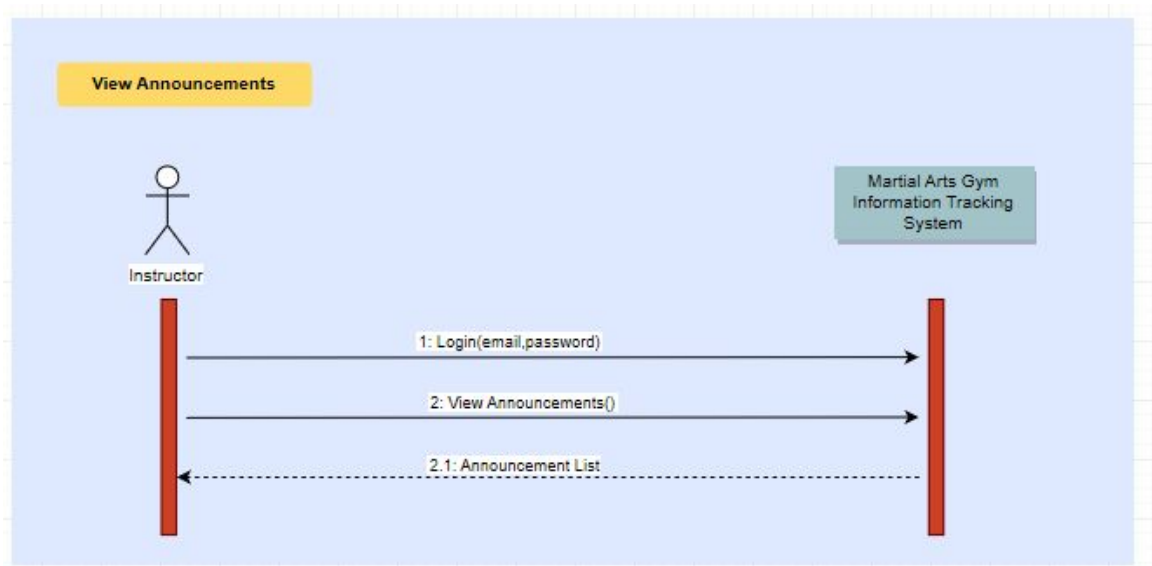 View Announcements
Martial Arts Gym
Information Tracking
System
Instructor
1: Login(email,password)
2: View Announcements()
2.1: Announcement List